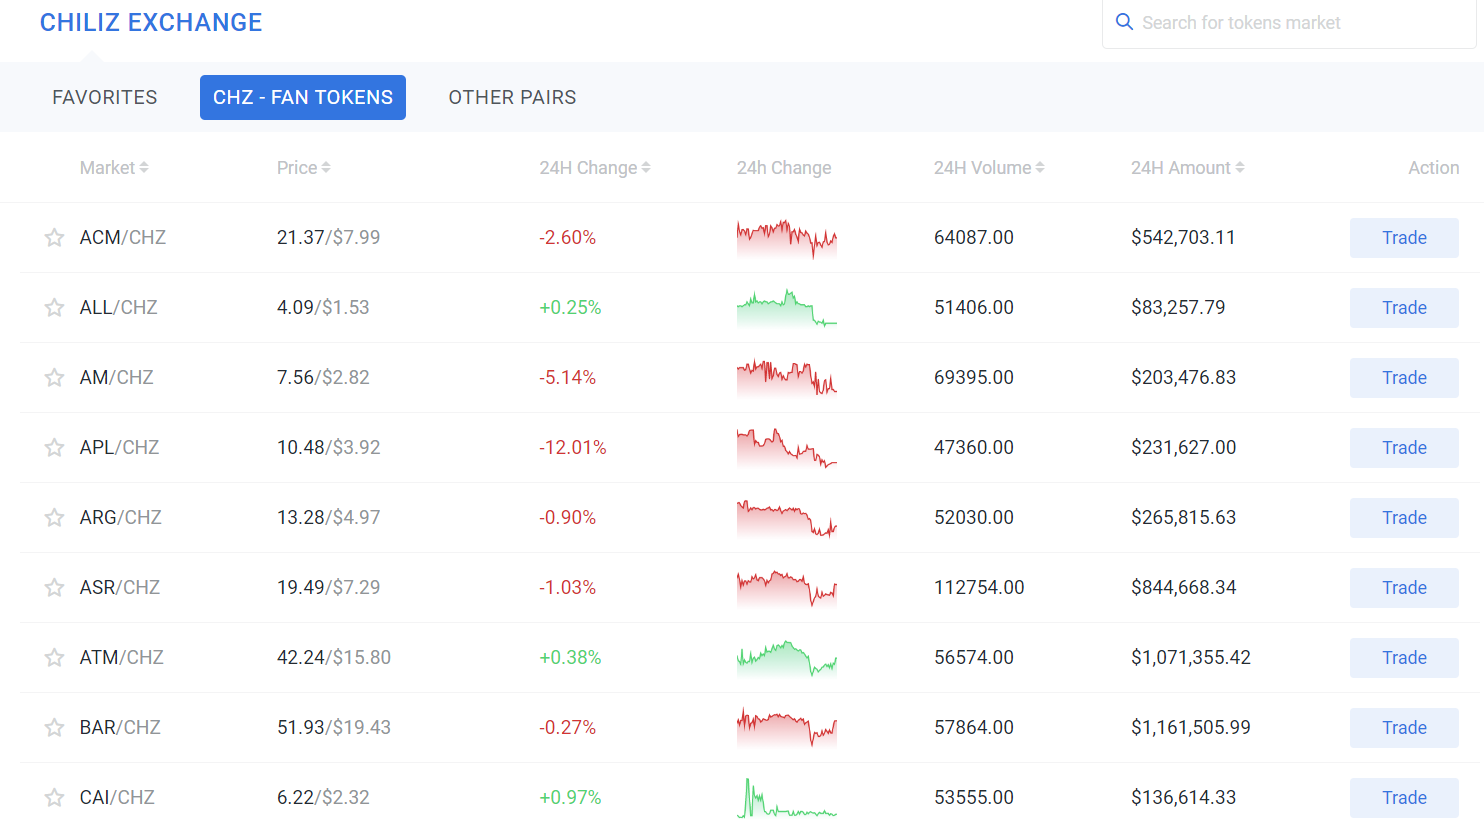 CHILIZ EXCHANGE
Search for tokens market
FAVORITES CHZ - FAN TOKENS OTHER PAIRS
Market Price 24H Change 24h Change 24H Volume 24H Amount Action
ACM/CHZ 21.37/$7.99 -2.60% 64087.00 $542,703.11 Trade
ALL/CHZ 4.09/$1.53 +0.25% 51406.00 $83,257.79 Trade
AM/CHZ 7.56/$2.82 -5.14% 69395.00 $203,476.83 Trade
APL/CHZ 10.48/$3.92 -12.01% 47360.00 $231,627.00 Trade
ARG/CHZ 13.28/$4.97 -0.90% 52030.00 $265,815.63 Trade
ASR/CHZ 19.49/$7.29 -1.03% 112754.00 $844,668.34 Trade
ATM/CHZ 42.24/$15.80 +0.38% 56574.00 $1,071,355.42 Trade
BAR/CHZ 51.93/$19.43 -0.27% 57864.00 $1,161,505.99 Trade
CAI/CHZ 6.22/$2.32 +0.97% 53555.00 $136,614.33 Trade